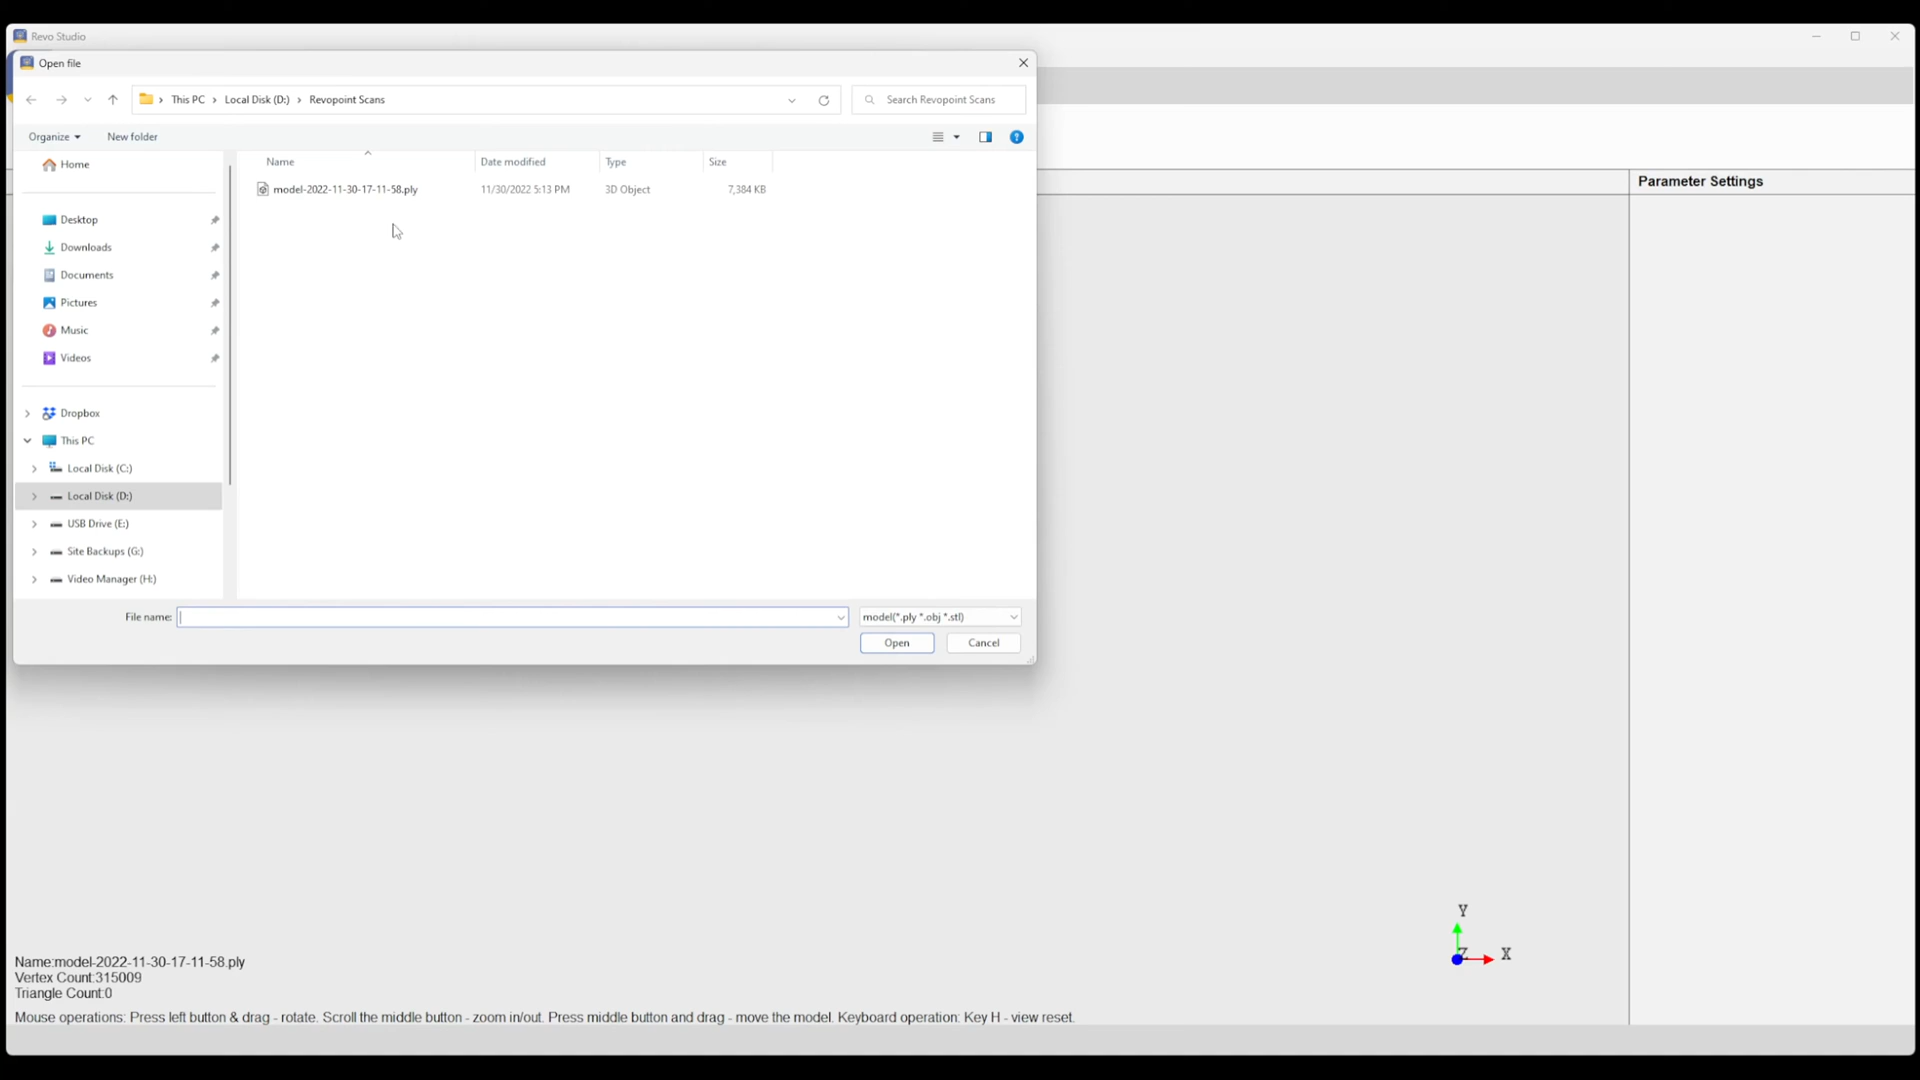 Revo Studio
Open file
This PC > Local Disk (D:) > Revopoint Scans
Search Revopoint Scans
Organize
New folder
Name
Date modified
Type
Size
model-2022-11-30-17-11-58.ply
11/30/2022 5:13 PM
3D Object
7,384 KB
Home
Desktop
Downloads
Documents
Pictures
Music
Videos
Dropbox
This PC
Local Disk (C:)
Local Disk (D:)
USB Drive (E:)
Site Backups (G:)
Video Manager (H:)
File name:
model(*.ply *.obj *.stl)
Open
Cancel
Parameter Settings
Y
Z
X
Name:model-2022-11-30-17-11-58.ply
Vertex Count:315009
Triangle Count:0
Mouse operations: Press left button & drag - rotate. Scroll the middle button - zoom in/out. Press middle button and drag - move the model. Keyboard operation: Key H - view reset.